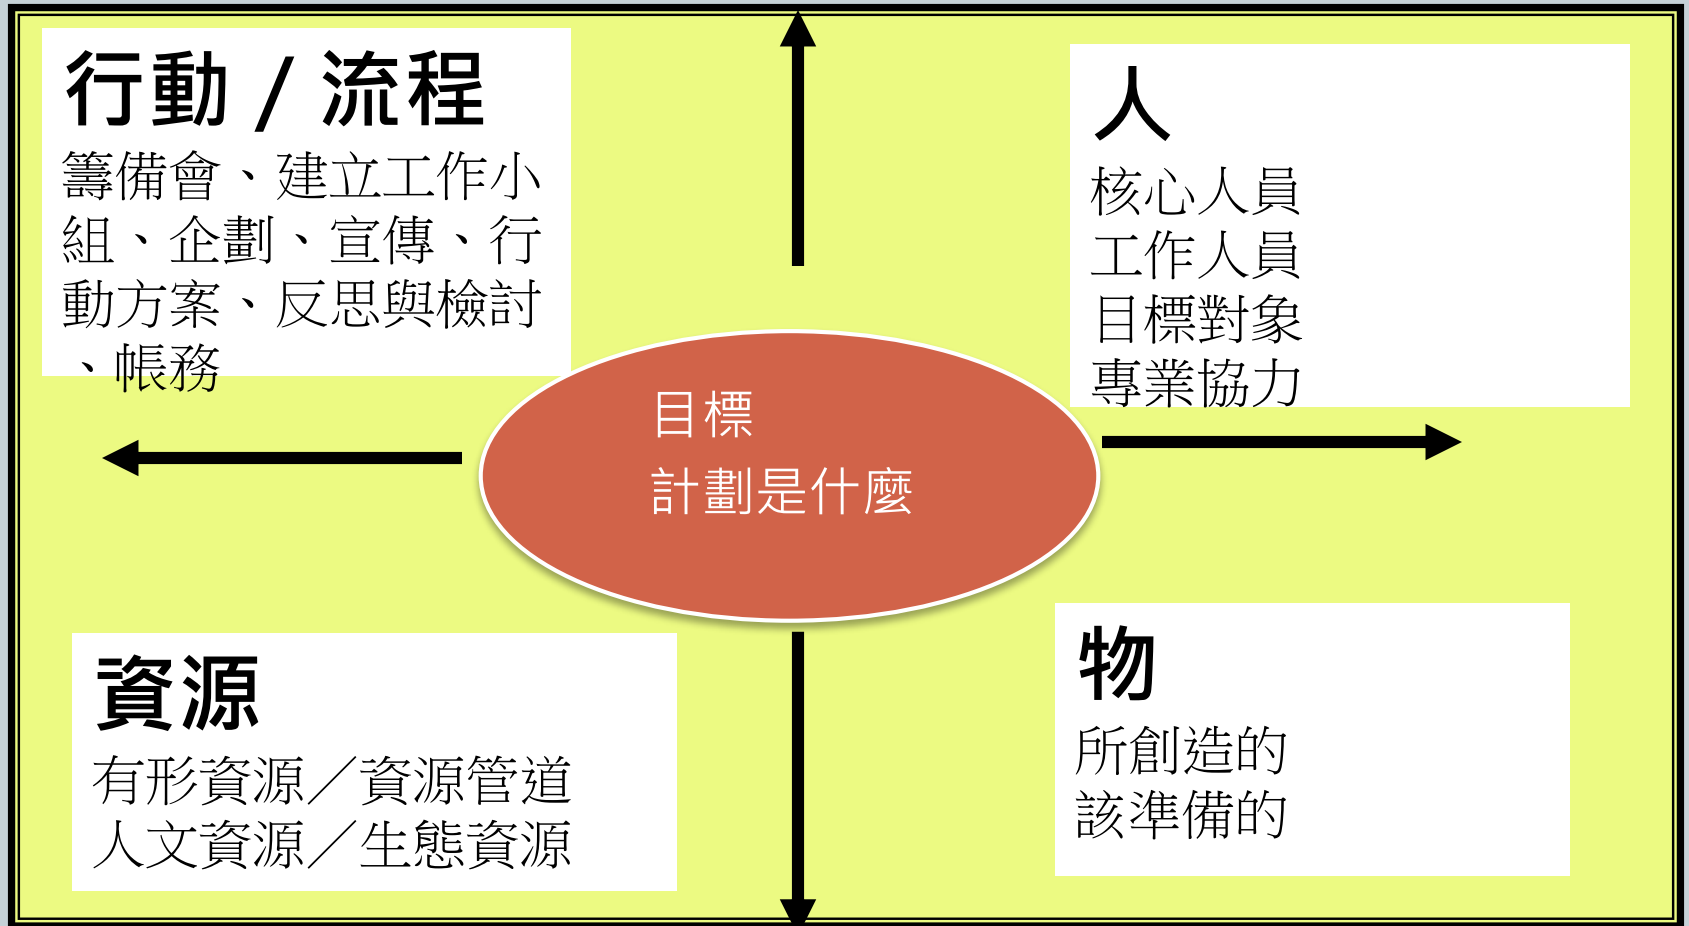 行動 / 流程
籌備會、建立工作小
組、企劃、宣傳、行
動方案、反思與檢討
、帳務
人
核心人員
工作人員
目標對象
專業協力
目標
計劃是什麼
資源
有形資源／資源管道
人文資源／生態資源
物
所創造的
該準備的